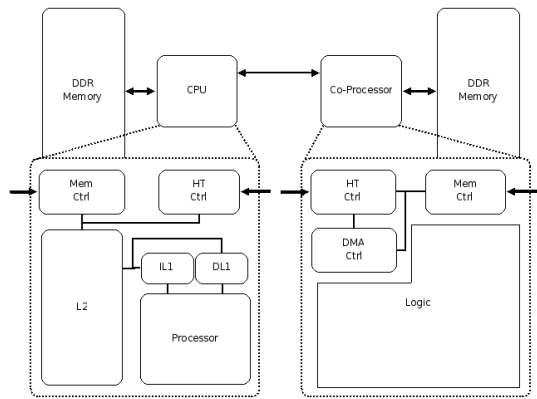 DDR
Memory
CPU
Co-Processor
DDR
Memory
Mem
Ctrl
HT
Ctrl
HT
Ctrl
Mem
Ctrl
DMA
Ctrl
L2
IL1
DL1
Processor
Logic